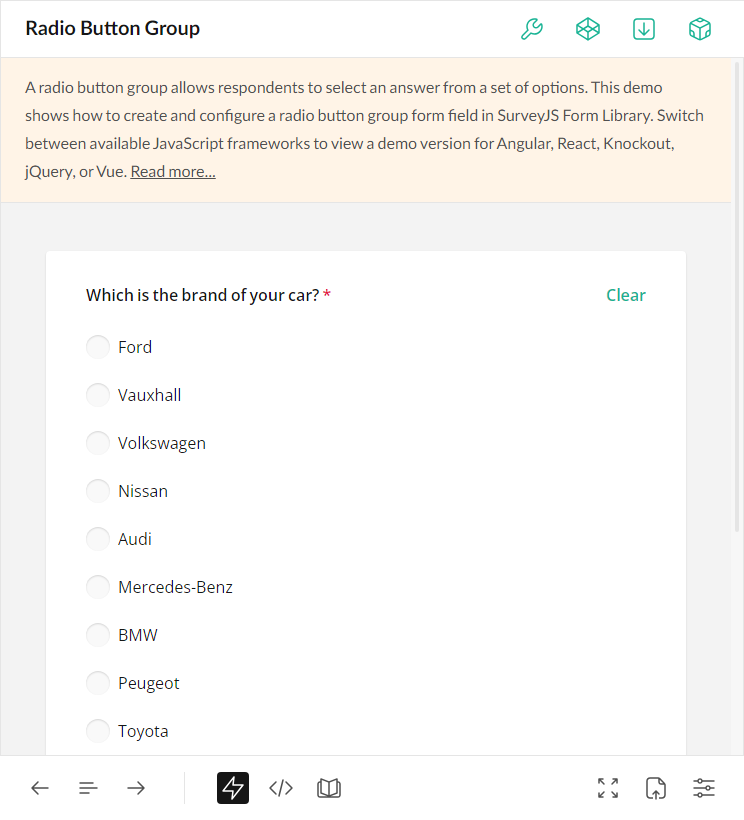 Radio Button Group
A radio button group allows respondents to select an answer from a set of options. This demo
shows how to create and configure a radio button group form field in SurveyJS Form Library. Switch
between available JavaScript frameworks to view a demo version for Angular, React, Knockout,
jQuery, or Vue. Read more...
Which is the brand of your car? * Clear
Ford
Vauxhall
Volkswagen
Nissan
Audi
Mercedes-Benz
BMW
Peugeot
Toyota